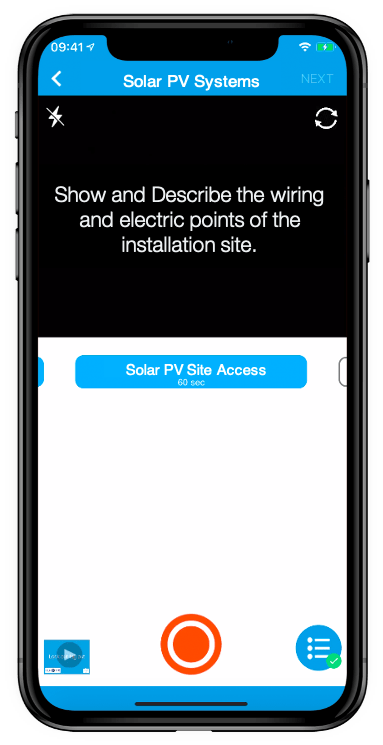 09:41
Solar PV Systems
NEXT
Show and Describe the wiring
and electric points of the
installation site.
Solar PV Site Access
60 sec